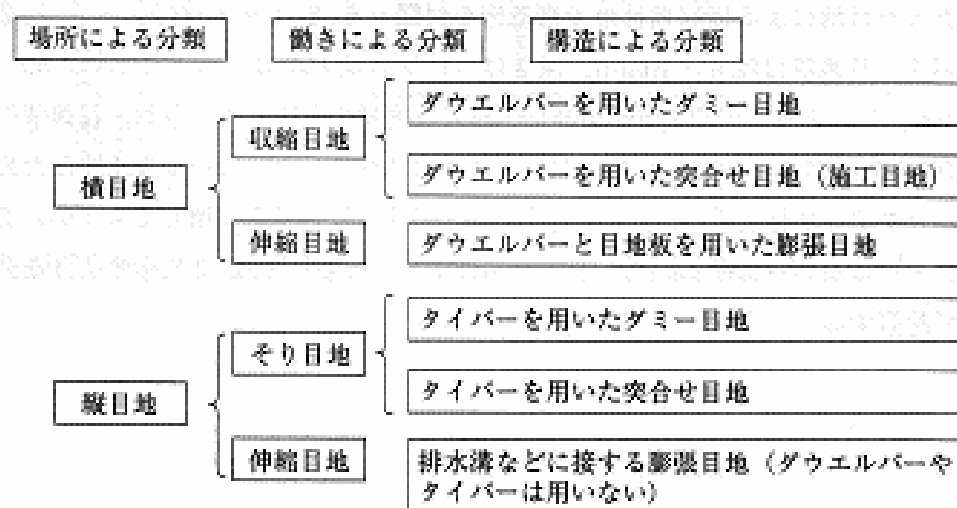 場所による分類
働きによる分類
構造による分類
横目地
収縮目地
ダウエルバーを用いたダミー目地
ダウエルバーを用いた突合せ目地（施工目地）
伸縮目地
ダウエルバーと目地板を用いた膨張目地
縦目地
そり目地
タイバーを用いたダミー目地
タイバーを用いた突合せ目地
伸縮目地
排水溝などに接する膨張目地（ダウエルバーや
タイバーは用いない）